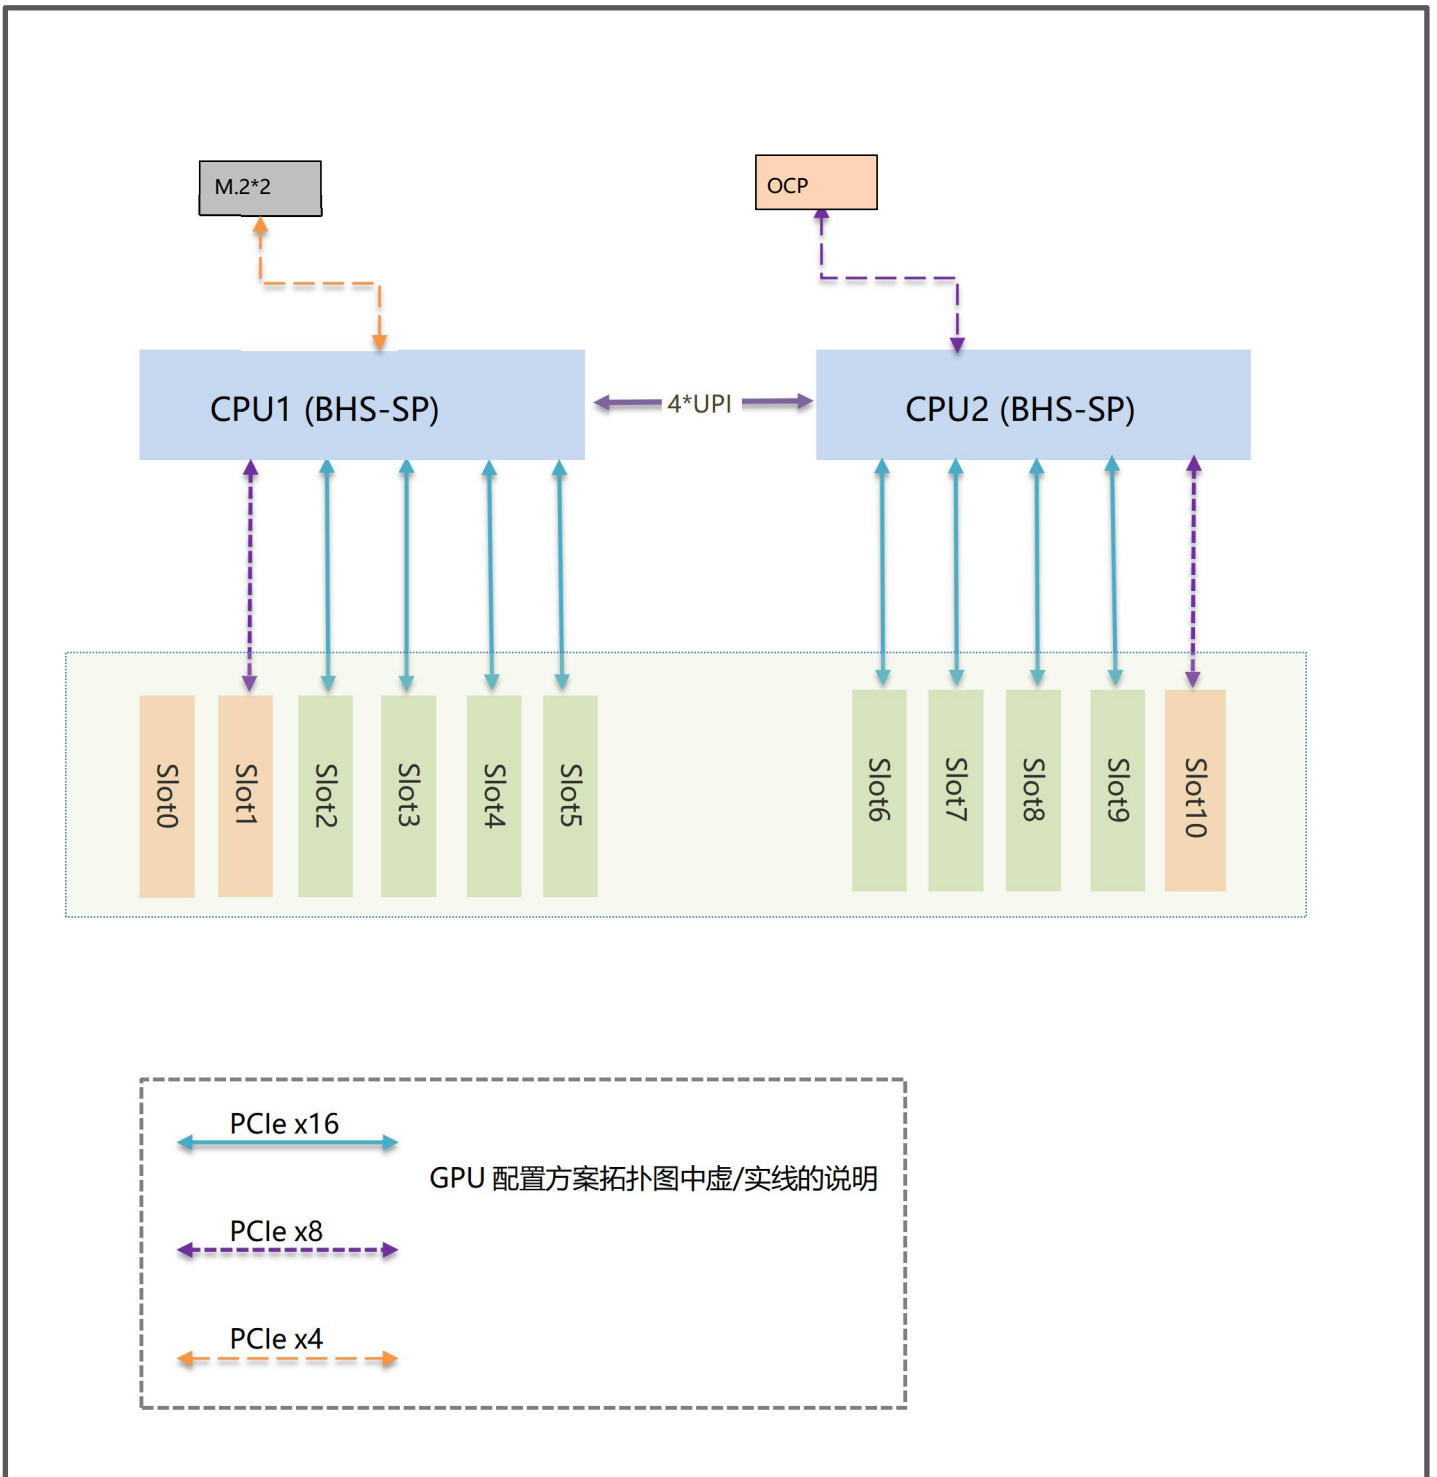 M.2*2
OCP
CPU1 (BHS-SP)
4*UPI
CPU2 (BHS-SP)
Slot0
Slot1
Slot2
Slot3
Slot4
Slot5
Slot6
Slot7
Slot8
Slot9
Slot10
PCIe x16
GPU 配置方案拓扑图中虚/实线的说明
PCIe x8
PCIe x4